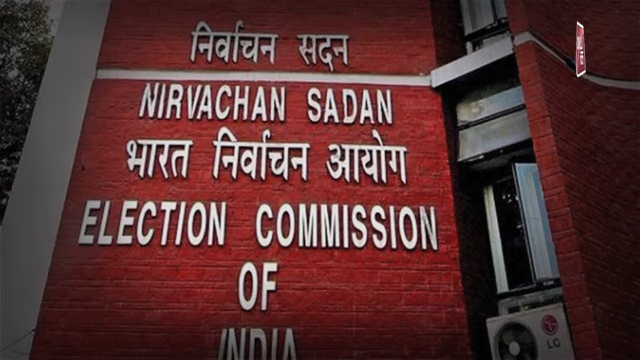 निर्वाचन सदन
NIRVACHAN SADAN
भारत निर्वाचन आयोग
ELECTION COMMISSION
OF
INDIA
LG